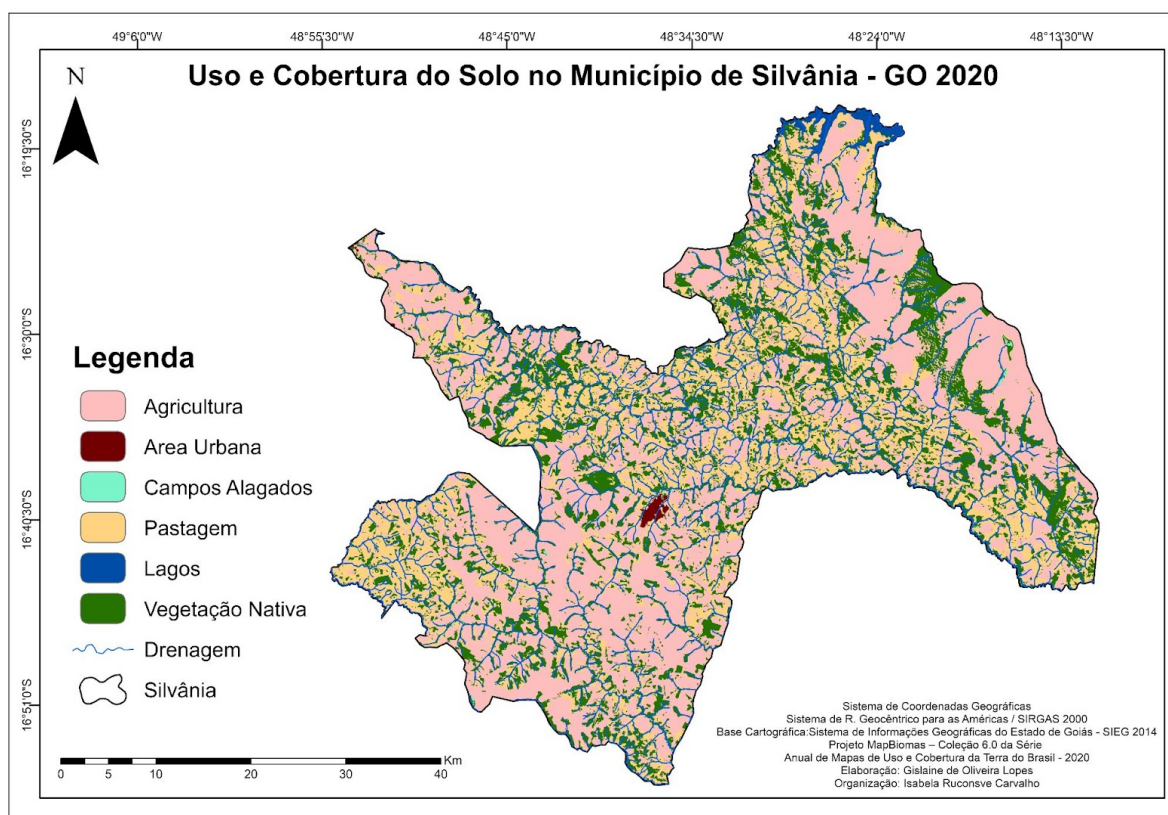 49°6'0"W 48°55'30"W 48°45'0"W 48°34'30"W 48°24'0"W 48°13'30"W
Uso e Cobertura do Solo no Município de Silvânia - GO 2020
N
16°19'30"S
16°30'0"S
16°40'30"S
16°51'0"S
Legenda
Agricultura
Area Urbana
Campos Alagados
Pastagem
Lagos
Vegetação Nativa
Drenagem
Silvânia
Km
0 5 10 20 30 40
Sistema de Coordenadas Geográficas
Sistema de R. Geocêntrico para as Américas / SIRGAS 2000
Base Cartográfica:Sistema de Informações Geográficas do Estado de Goiás - SIEG 2014
Projeto MapBiomas – Coleção 6.0 da Série
Anual de Mapas de Uso e Cobertura da Terra do Brasil - 2020
Elaboração: Gislaine de Oliveira Lopes
Organização: Isabela Ruconsve Carvalho